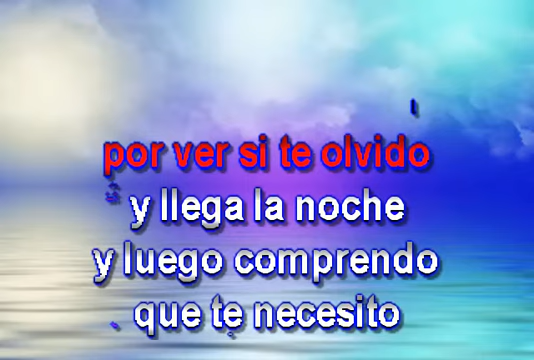 por ver si te olvido
y llega la noche
y luego comprendo
que te necesito